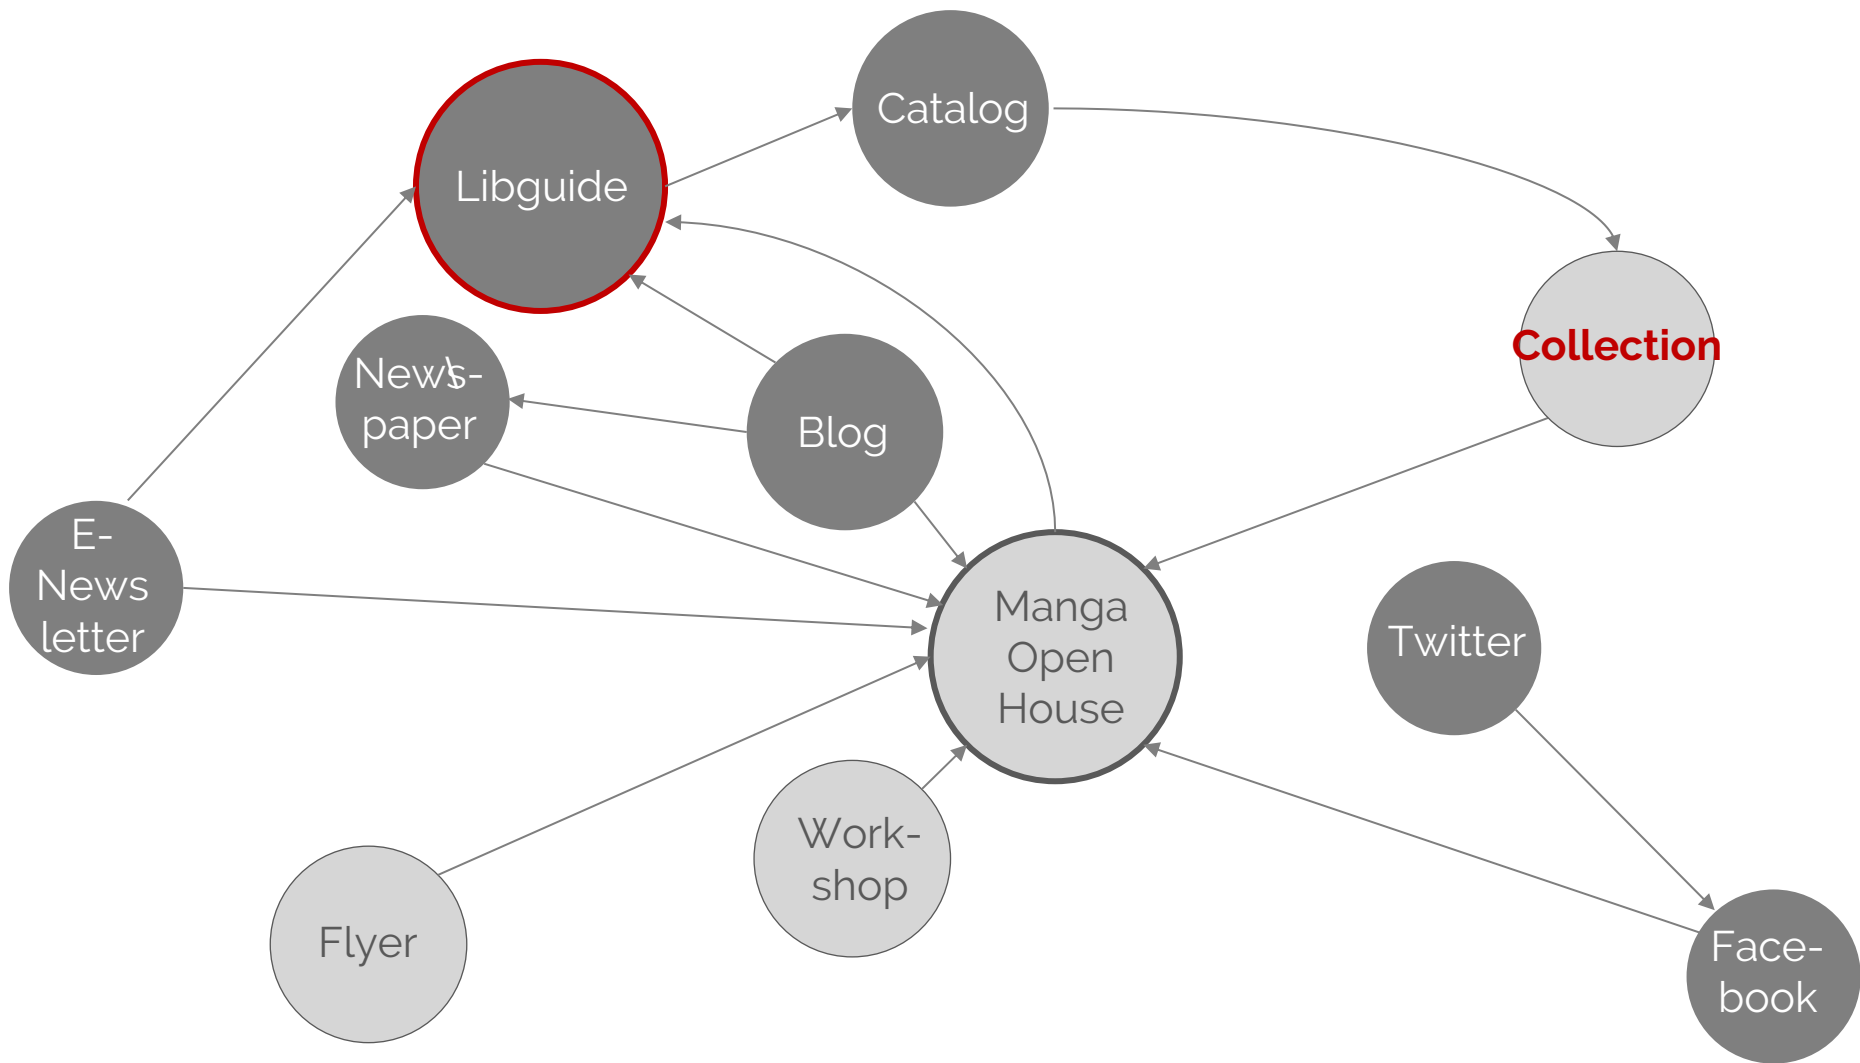 Catalog
Libguide
Collection
News-
\
paper
Blog
E-
News
letter
Manga
Open
House
Twitter
Work-
shop
Flyer
Face-
book